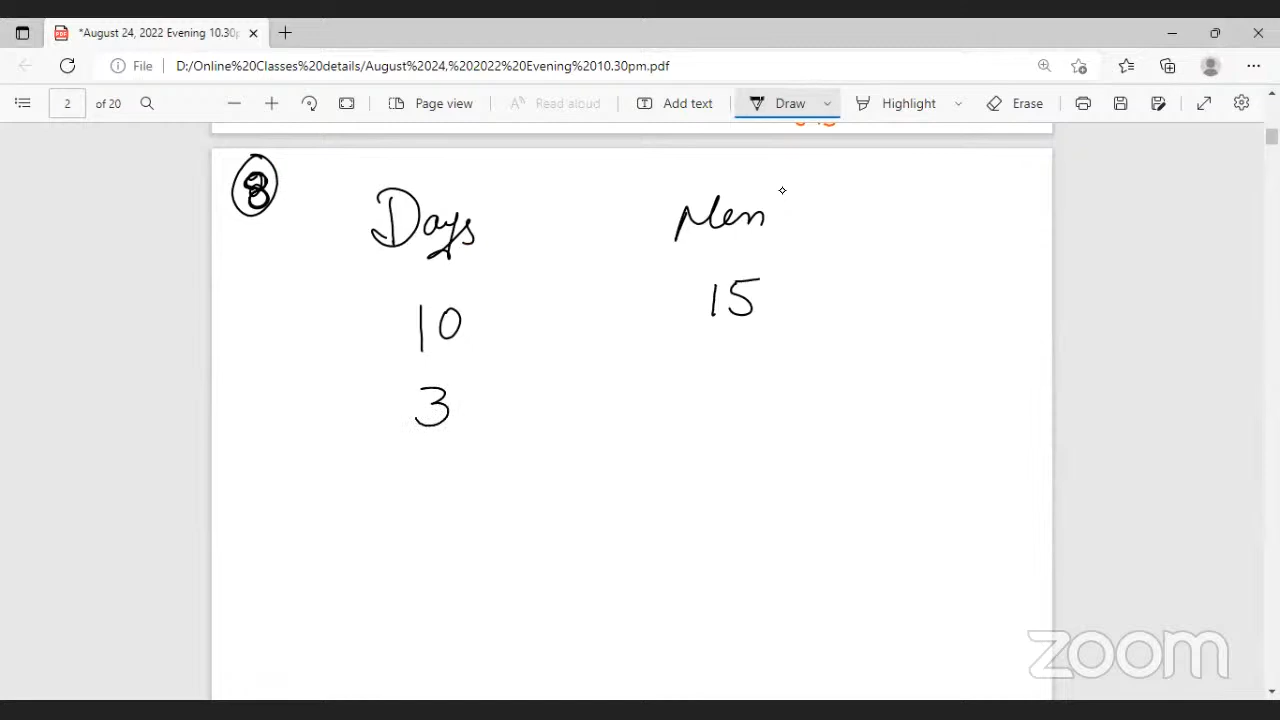 *August 24, 2022 Evening 10.30p
File D:/Online%20Classes%20details/August%2024,%202022%20Evening%2010.30pm.pdf
2 of 20 Page view Read aloud Add text Draw Highlight Erase
8 Days Men
10 15
3
zoom